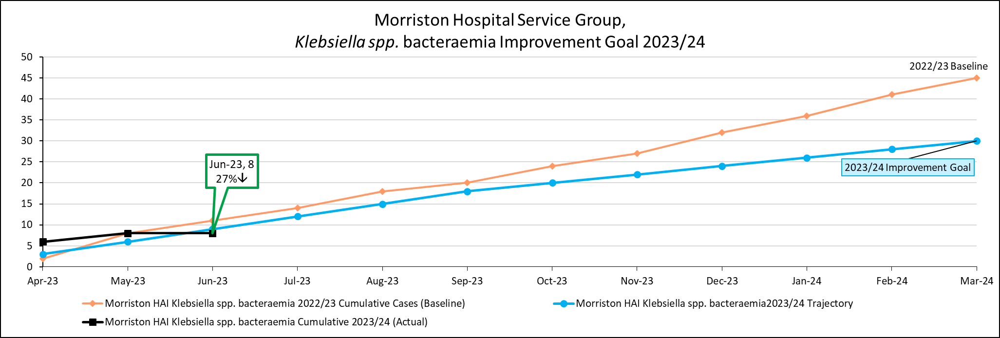 Morriston Hospital Service Group,
Klebsiella spp. bacteraemia Improvement Goal 2023/24
50
45
40
35
30
25
20
15
10
5
0
2022/23 Baseline
Jun-23, 8
27%↓
2023/24 Improvement Goal
Apr-23
May-23
Jun-23
Jul-23
Aug-23
Sep-23
Oct-23
Nov-23
Dec-23
Jan-24
Feb-24
Mar-24
Morriston HAI Klebsiella spp. bacteraemia 2022/23 Cumulative Cases (Baseline)
Morriston HAI Klebsiella spp. bacteraemia2023/24 Trajectory
Morriston HAI Klebsiella spp. bacteraemia Cumulative 2023/24 (Actual)